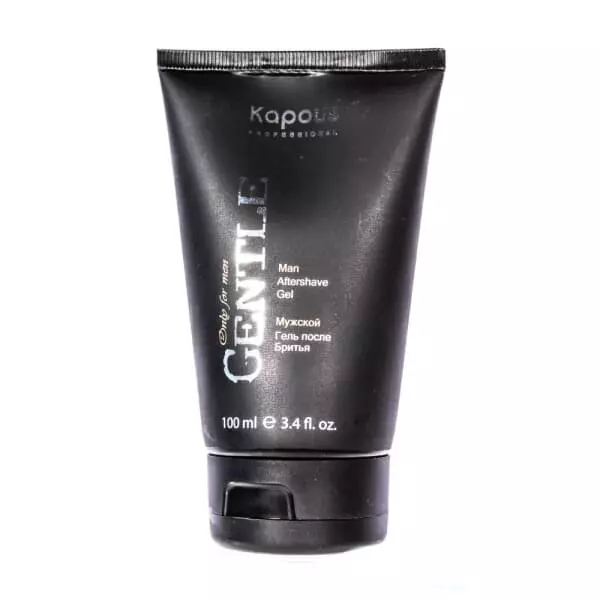 Kapous
PROFESSIONAL
GENTLE
Only for men
Man
Aftershave
Gel
Мужской
Гель после
Бритья
100 ml e 3.4 fl. oz.